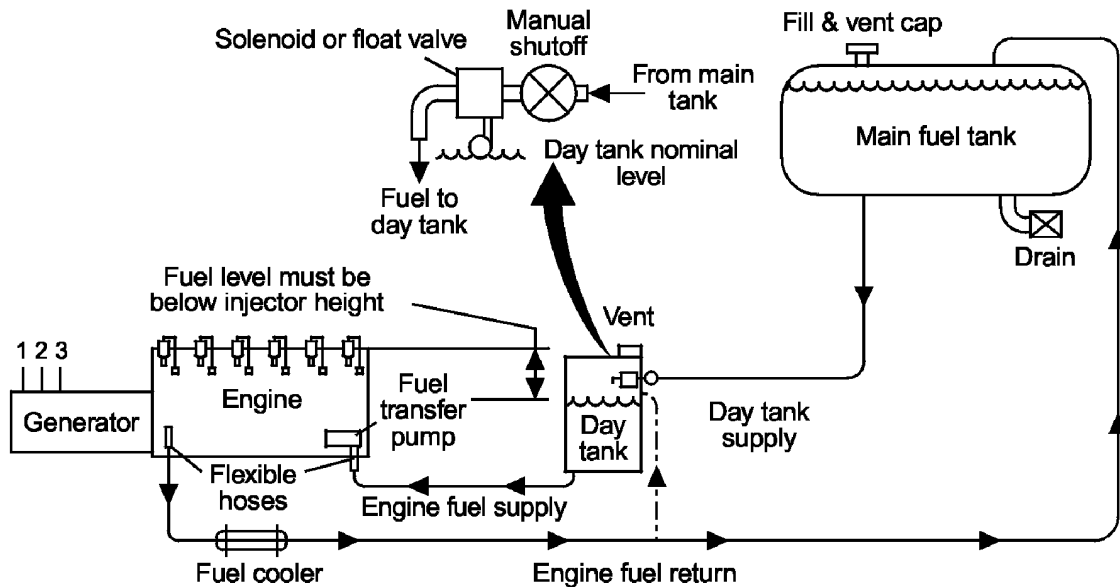 Solenoid or float valve
Manual
shutoff
From main
tank
Fill & vent cap
Main fuel tank
Day tank nominal
level
Fuel to
day tank
Drain
Fuel level must be
below injector height
Vent
1 2 3
Generator
Engine
Fuel
transfer
pump
Day
tank
Day tank
supply
Flexible
hoses
Engine fuel supply
Fuel cooler
Engine fuel return